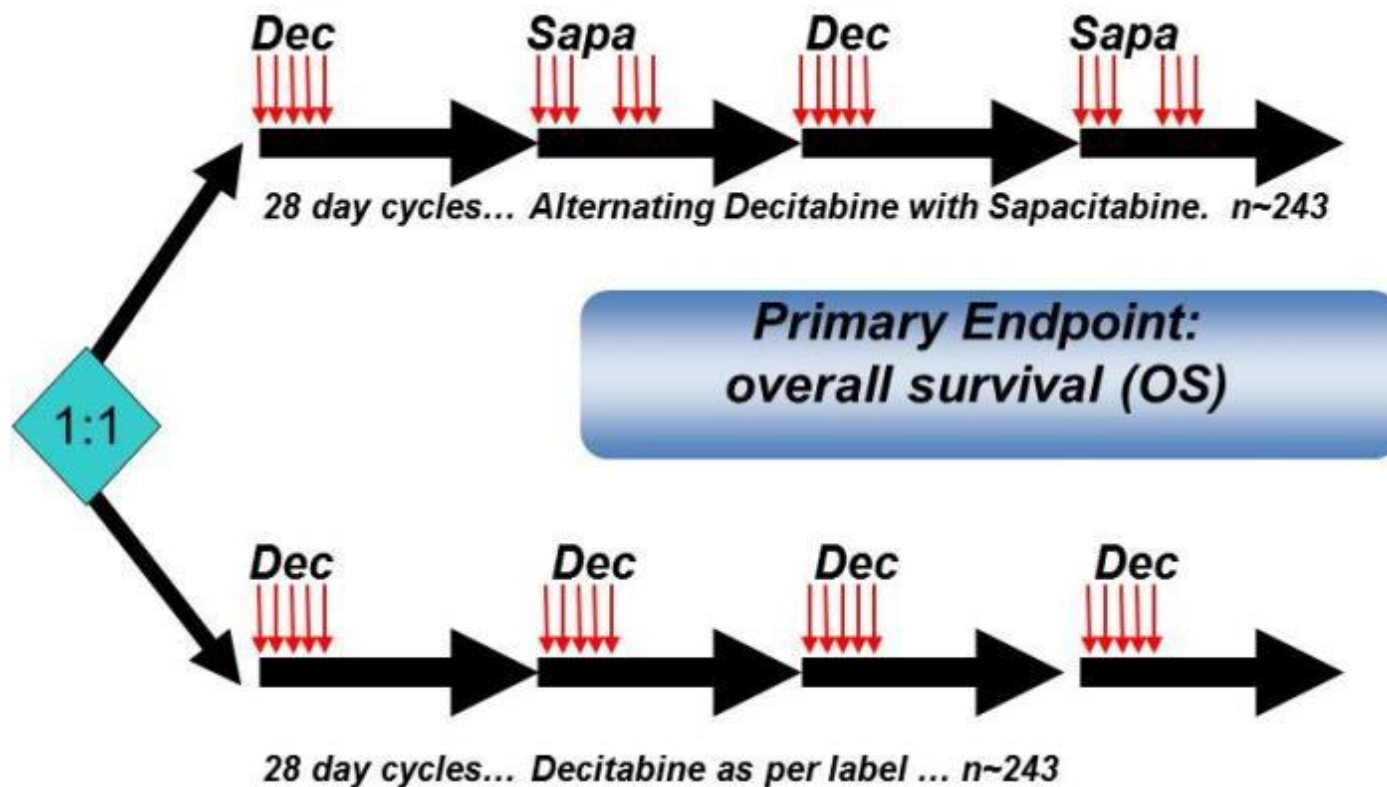 Dec Sapa Dec Sapa
28 day cycles… Alternating Decitabine with Sapacitabine. n~243
Primary Endpoint:
overall survival (OS)
1:1
Dec Dec Dec Dec
28 day cycles… Decitabine as per label … n~243